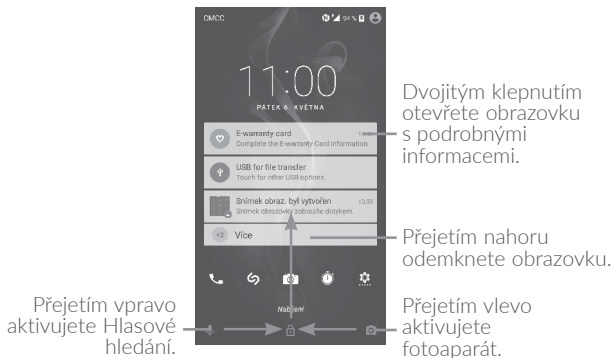 CMCC
94 %
11:00
PÁTEK 6. KVĚTNA
E-warranty card
Complete the E-warranty Card information
USB for file transfer
Touch for other USB options.
Snímek obraz. byl vytvořen 10:59
Snímek obrazovky zobrazíte dotykem.
+2 Více
Nabíjení
Dvojitým klepnutím
otevřete obrazovku
s podrobnými
informacemi.
Přejetím nahoru
odemknete obrazovku.
Přejetím vpravo
aktivujete Hlasové
hledání.
Přejetím vlevo
aktivujete
fotoaparát.